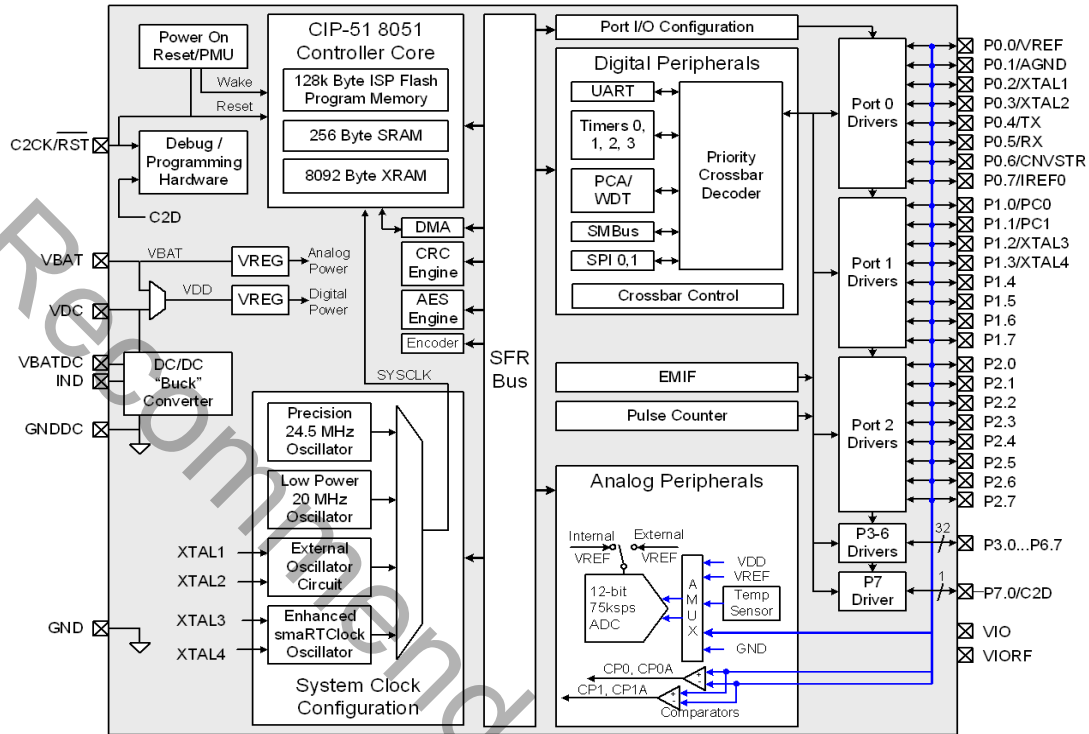 Power On
Reset/PMU
Wake
Reset
C2CK/RST
Debug /
Programming
Hardware
C2D
VBAT
VBAT
VREG
Analog
Power
VDD
VREG
Digital
Power
VDC
VBATDC
IND
DC/DC
“Buck”
Converter
GNDDC
GND
CIP-51 8051
Controller Core
128k Byte ISP Flash
Program Memory
256 Byte SRAM
8092 Byte XRAM
DMA
CRC
Engine
AES
Engine
Encoder
SYSCLK
Precision
24.5 MHz
Oscillator
Low Power
20 MHz
Oscillator
XTAL1
XTAL2
External
Oscillator
Circuit
XTAL3
XTAL4
Enhanced
smaRTClock
Oscillator
System Clock
Configuration
SFR
Bus
Port I/O Configuration
Digital Peripherals
UART
Timers 0,
1, 2, 3
PCA/
WDT
SMBus
SPI 0,1
Priority
Crossbar
Decoder
Crossbar Control
EMIF
Pulse Counter
Analog Peripherals
Internal
VREF
External
VREF
12-bit
75ksps
ADC
A
M
U
X
VDD
VREF
Temp
Sensor
GND
CP0, CP0A
CP1, CP1A
+
-
+
-
Comparators
Port 0
Drivers
Port 1
Drivers
Port 2
Drivers
P3-6
Drivers
P7
Driver
32
1
P0.0/VREF
P0.1/AGND
P0.2/XTAL1
P0.3/XTAL2
P0.4/TX
P0.5/RX
P0.6/CNVSTR
P0.7/IREF0
P1.0/PC0
P1.1/PC1
P1.2/XTAL3
P1.3/XTAL4
P1.4
P1.5
P1.6
P1.7
P2.0
P2.1
P2.2
P2.3
P2.4
P2.5
P2.6
P2.7
P3.0...P6.7
P7.0/C2D
VIO
VIORF
Recommend